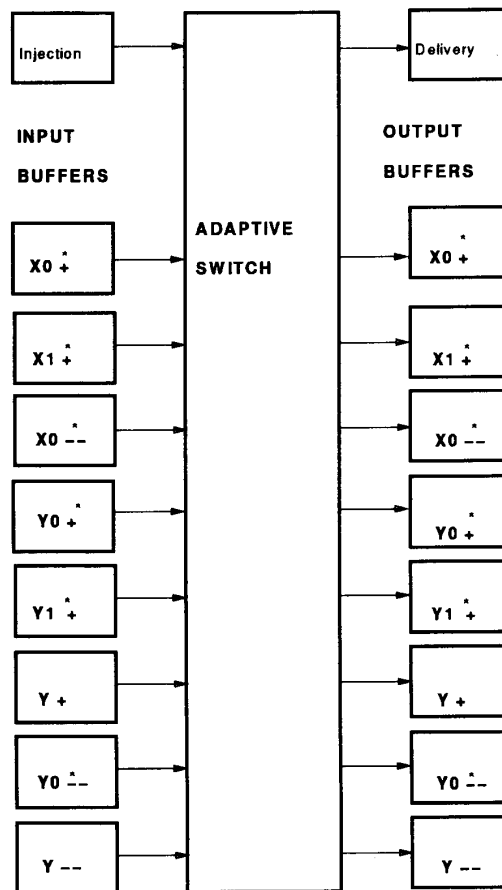 Injection
Delivery
INPUT
BUFFERS
OUTPUT
BUFFERS
ADAPTIVE
SWITCH
X0 +*
X0 +*
X1 +*
X1 +*
X0 --*
X0 --*
Y0 +*
Y0 +*
Y1 +*
Y1 +*
Y +
Y +
Y0 --*
Y0 --*
Y --
Y --